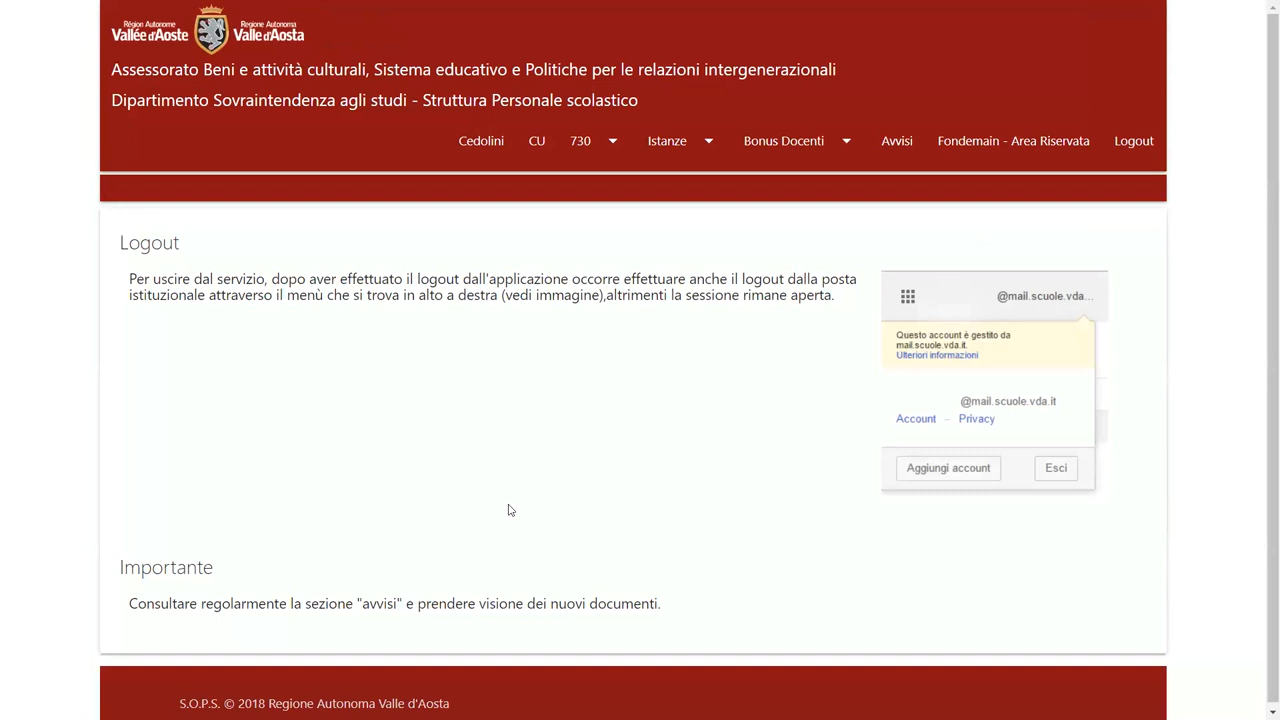 Région Autonome
Vallée d'Aoste
Regione Autonoma
Valle d'Aosta
Assessorato Beni e attività culturali, Sistema educativo e Politiche per le relazioni intergenerazionali
Dipartimento Sovraintendenza agli studi - Struttura Personale scolastico
Cedolini CU 730 Istanze Bonus Docenti Avvisi Fondemain - Area Riservata Logout
Logout
Per uscire dal servizio, dopo aver effettuato il logout dall'applicazione occorre effettuare anche il logout dalla posta
istituzionale attraverso il menù che si trova in alto a destra (vedi immagine),altrimenti la sessione rimane aperta.
@mail.scuole.vda...
Questo account è gestito da
mail.scuole.vda.it.
Ulteriori informazioni
@mail.scuole.vda.it
Account – Privacy
Aggiungi account Esci
Importante
Consultare regolarmente la sezione "avvisi" e prendere visione dei nuovi documenti.
S.O.P.S. © 2018 Regione Autonoma Valle d'Aosta